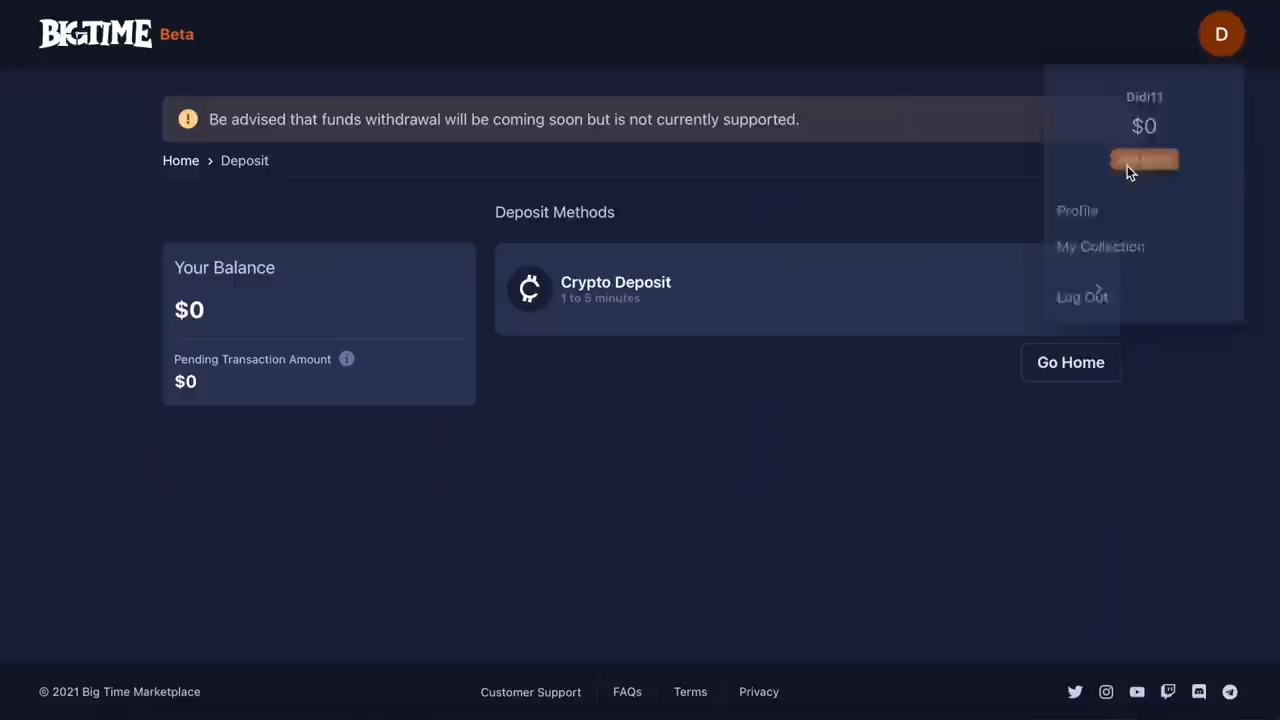 BIGTIME Beta
D
Be advised that funds withdrawal will be coming soon but is not currently supported.
Didi11
$0
Home > Deposit
Profile
My Collection
Log Out
Deposit Methods
Your Balance
$0
Pending Transaction Amount
$0
Crypto Deposit
1 to 5 minutes
Go Home
© 2021 Big Time Marketplace
Customer Support
FAQs
Terms
Privacy